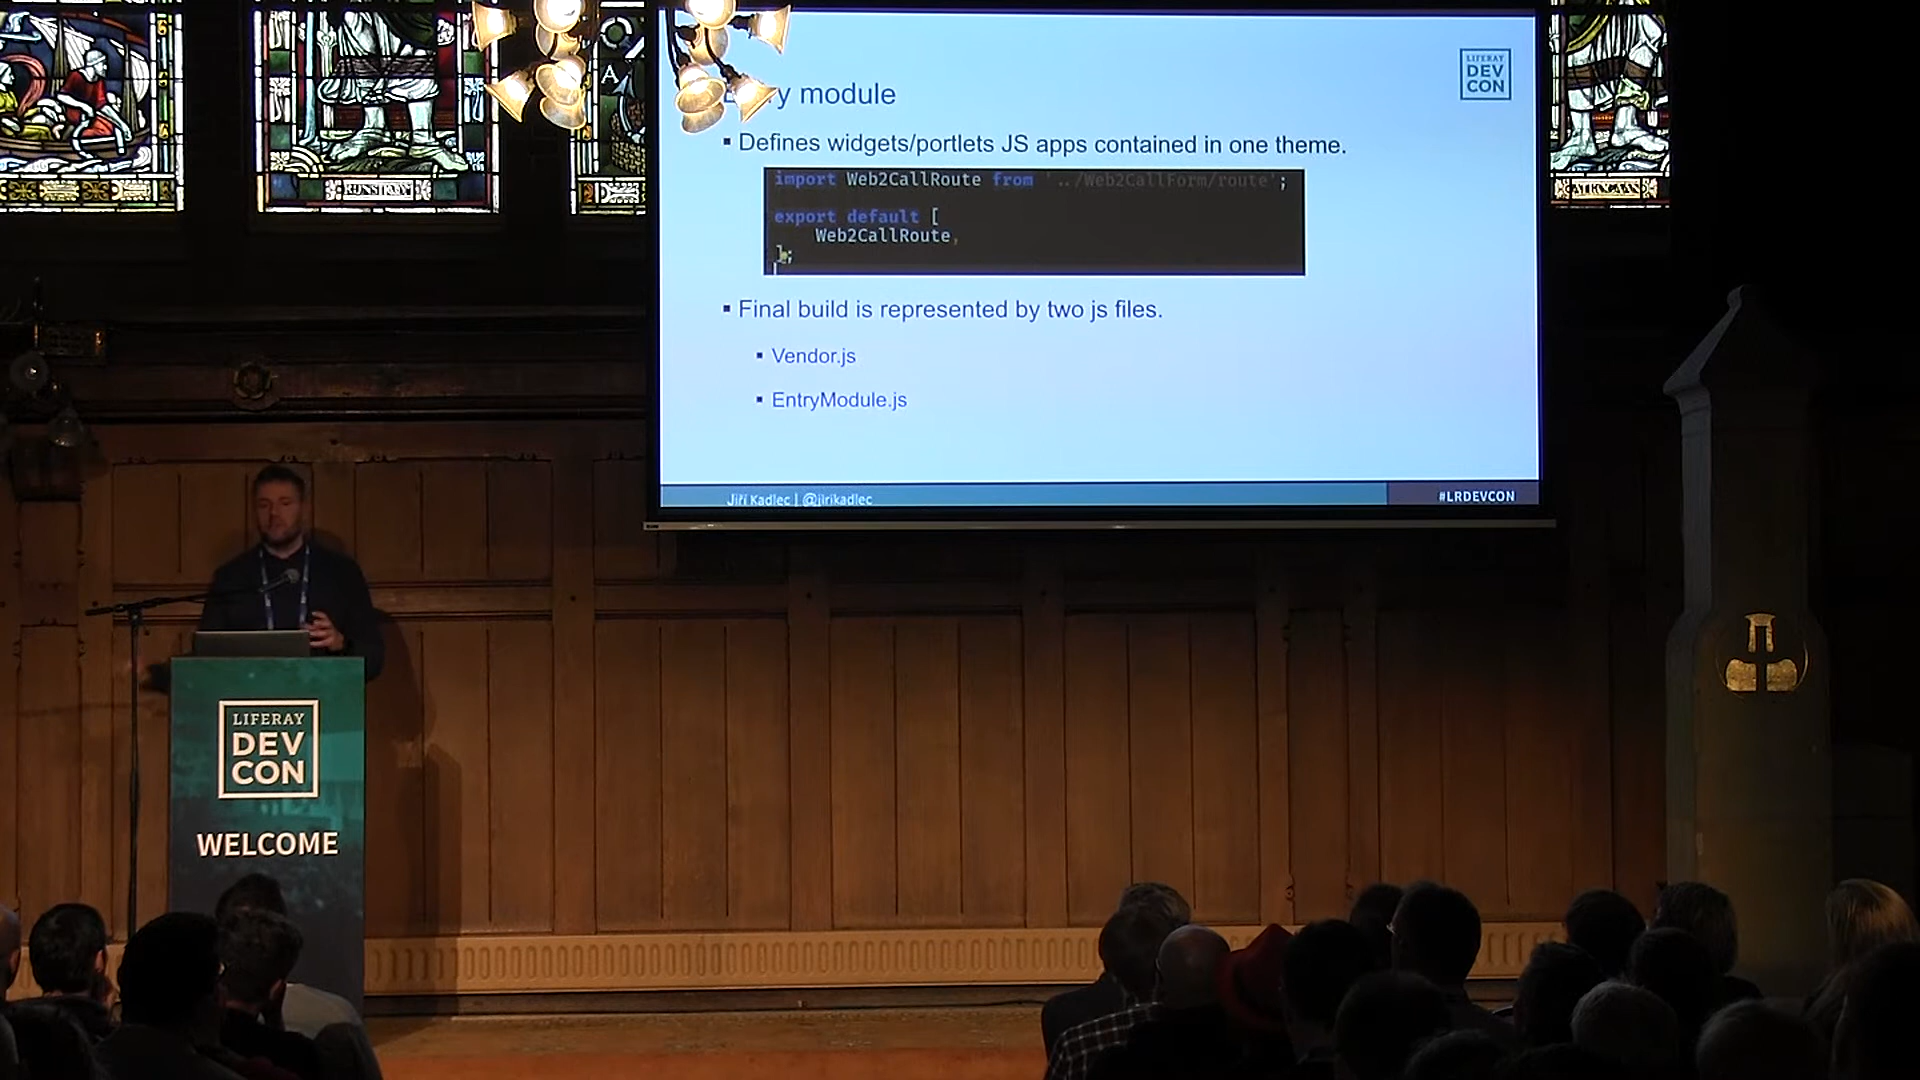 LIFERAY
DEV
CON
module
▪ Defines widgets/portlets JS apps contained in one theme.
import Web2CallRoute from '../Web2CallForm/route';
export default [
Web2CallRoute,
];
▪ Final build is represented by two js files.
▪ Vendor.js
▪ EntryModule.js
Jiří Kadlec | @jirikadlec
#LRDEVCON
LIFERAY
DEV
CON
WELCOME